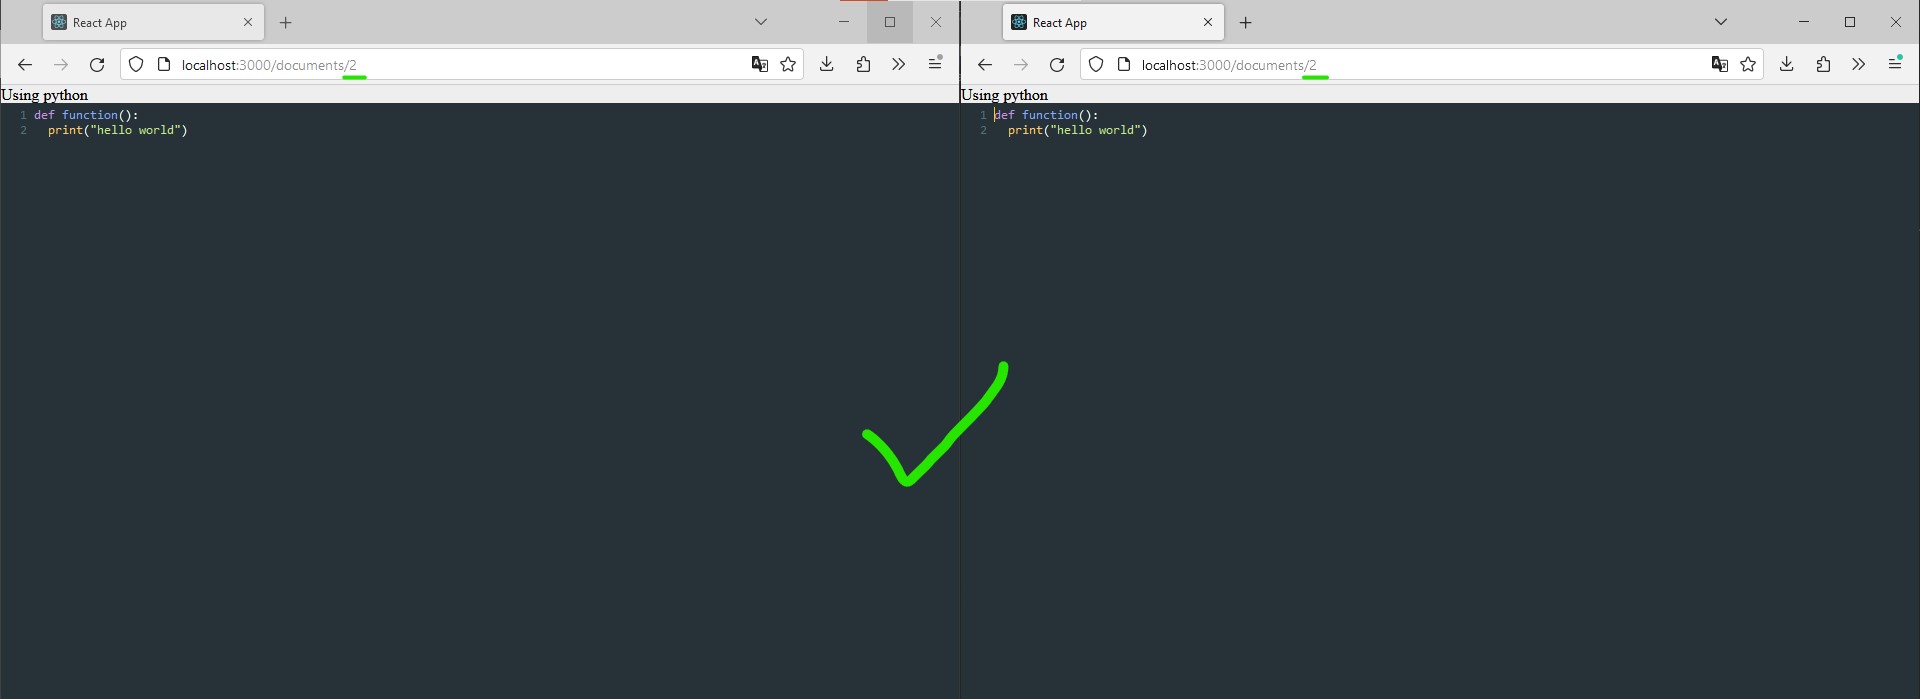 React App
localhost:3000/documents/2
Using python
1 def function():
2   print("hello world")
React App
localhost:3000/documents/2
Using python
1 def function():
2   print("hello world")